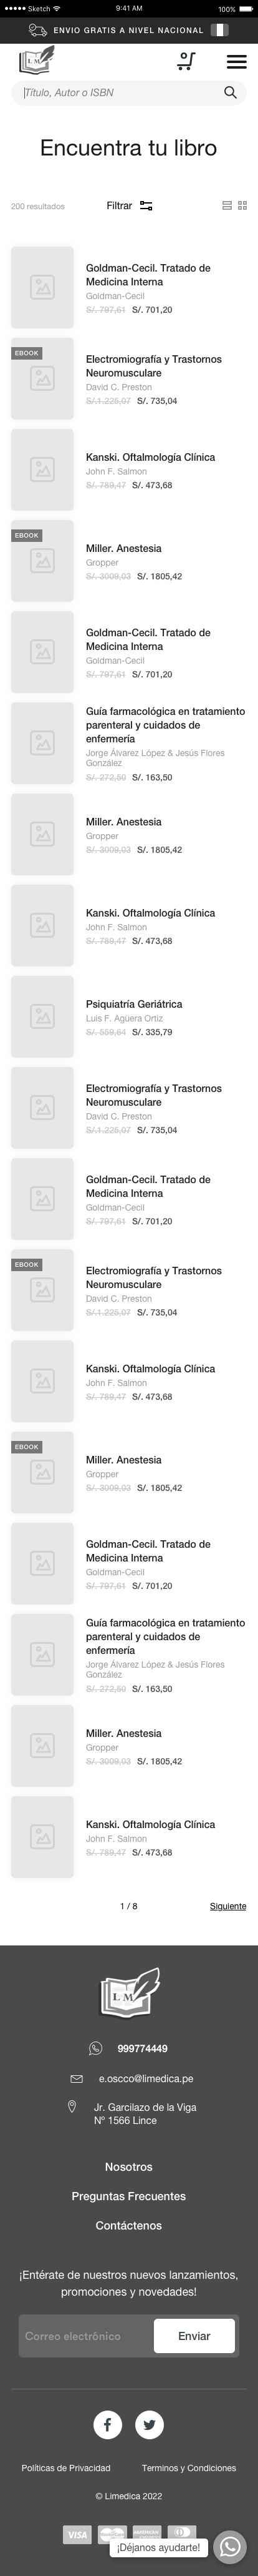 Sketch
9:41 AM
100%
ENVIO GRATIS A NIVEL NACIONAL
L M
Título, Autor o ISBN
Encuentra tu libro
200 resultados
Filtrar
Goldman-Cecil. Tratado de
Medicina Interna
Goldman-Cecil
S/. 797,61 S/. 701,20
EBOOK
Electromiografía y Trastornos
Neuromusculare
David C. Preston
S/.1.225,07 S/. 735,04
Kanski. Oftalmología Clínica
John F. Salmon
S/. 789,47 S/. 473,68
EBOOK
Miller. Anestesia
Gropper
S/. 3009,03 S/. 1805,42
Goldman-Cecil. Tratado de
Medicina Interna
Goldman-Cecil
S/. 797,61 S/. 701,20
Guía farmacológica en tratamiento
parenteral y cuidados de
enfermería
Jorge Álvarez López & Jesús Flores
González
S/. 272,50 S/. 163,50
Miller. Anestesia
Gropper
S/. 3009,03 S/. 1805,42
Kanski. Oftalmología Clínica
John F. Salmon
S/. 789,47 S/. 473,68
Psiquiatría Geriátrica
Luis F. Agüera Ortiz
S/. 559,64 S/. 335,79
Electromiografía y Trastornos
Neuromusculare
David C. Preston
S/.1.225,07 S/. 735,04
Goldman-Cecil. Tratado de
Medicina Interna
Goldman-Cecil
S/. 797,61 S/. 701,20
EBOOK
Electromiografía y Trastornos
Neuromusculare
David C. Preston
S/.1.225,07 S/. 735,04
Kanski. Oftalmología Clínica
John F. Salmon
S/. 789,47 S/. 473,68
EBOOK
Miller. Anestesia
Gropper
S/. 3009,03 S/. 1805,42
Goldman-Cecil. Tratado de
Medicina Interna
Goldman-Cecil
S/. 797,61 S/. 701,20
Guía farmacológica en tratamiento
parenteral y cuidados de
enfermería
Jorge Álvarez López & Jesús Flores
González
S/. 272,50 S/. 163,50
Miller. Anestesia
Gropper
S/. 3009,03 S/. 1805,42
Kanski. Oftalmología Clínica
John F. Salmon
S/. 789,47 S/. 473,68
1 / 8
Siguiente
L M
999774449
e.oscco@limedica.pe
Jr. Garcilazo de la Viga
Nº 1566 Lince
Nosotros
Preguntas Frecuentes
Contáctenos
¡Entérate de nuestros nuevos lanzamientos,
promociones y novedades!
Correo electrónico
Enviar
Políticas de Privacidad
Terminos y Condiciones
© Limedica 2022
VISA
¡Déjanos ayudarte!